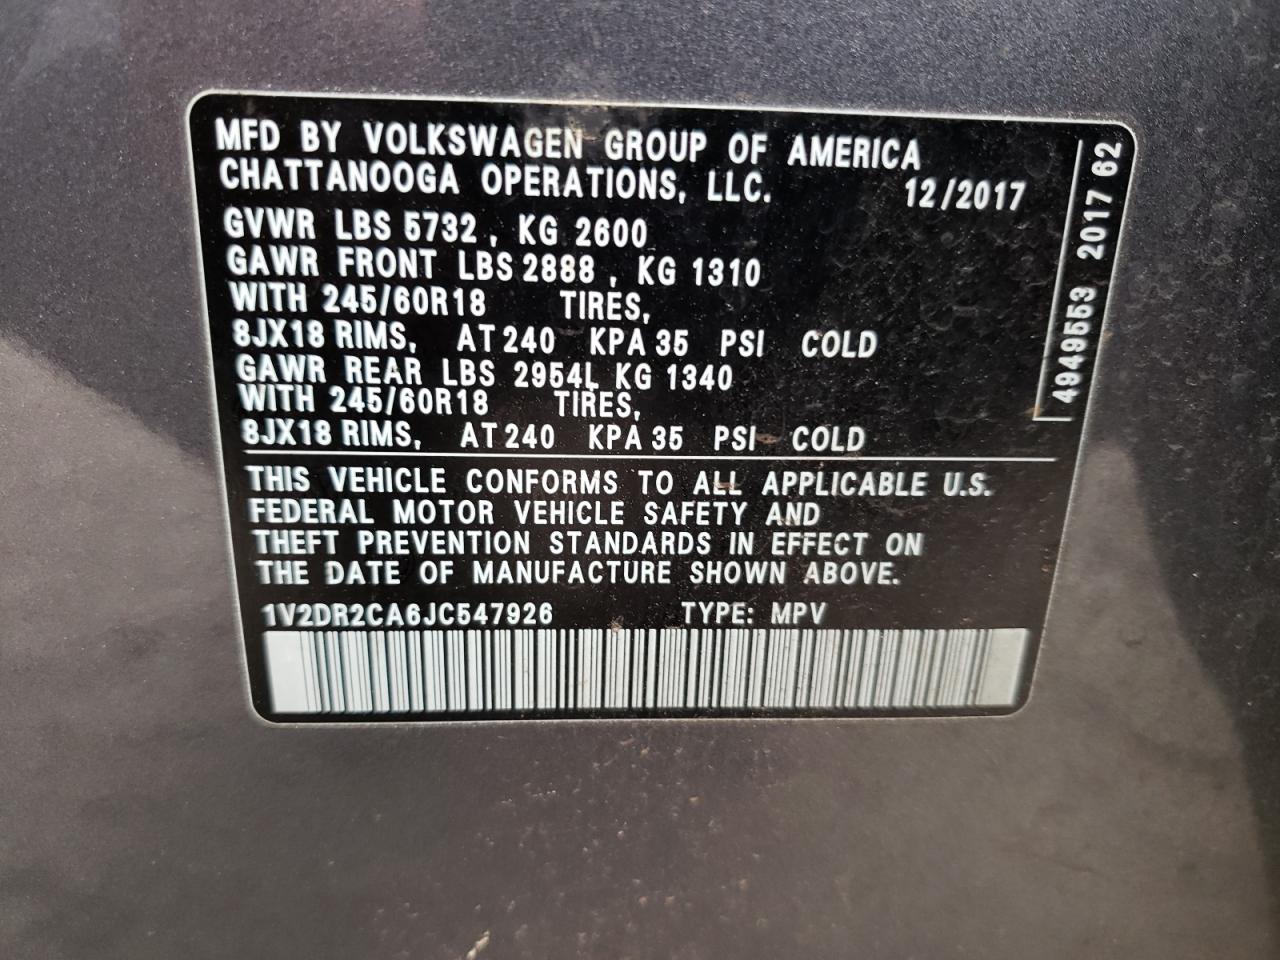 MFD BY VOLKSWAGEN GROUP OF AMERICA
CHATTANOOGA OPERATIONS, LLC. 12/2017
GVWR LBS 5732, KG 2600
GAWR FRONT LBS 2888, KG 1310
WITH 245/60R18 TIRES,
8JX18 RIMS, AT 240 KPA 35 PSI COLD
GAWR REAR LBS 2954L KG 1340
WITH 245/60R18 TIRES,
8JX18 RIMS, AT 240 KPA 35 PSI COLD
THIS VEHICLE CONFORMS TO ALL APPLICABLE U.S.
FEDERAL MOTOR VEHICLE SAFETY AND
THEFT PREVENTION STANDARDS IN EFFECT ON
THE DATE OF MANUFACTURE SHOWN ABOVE.
1V2DR2CA6JC547926 TYPE: MPV
4949553 2017 62